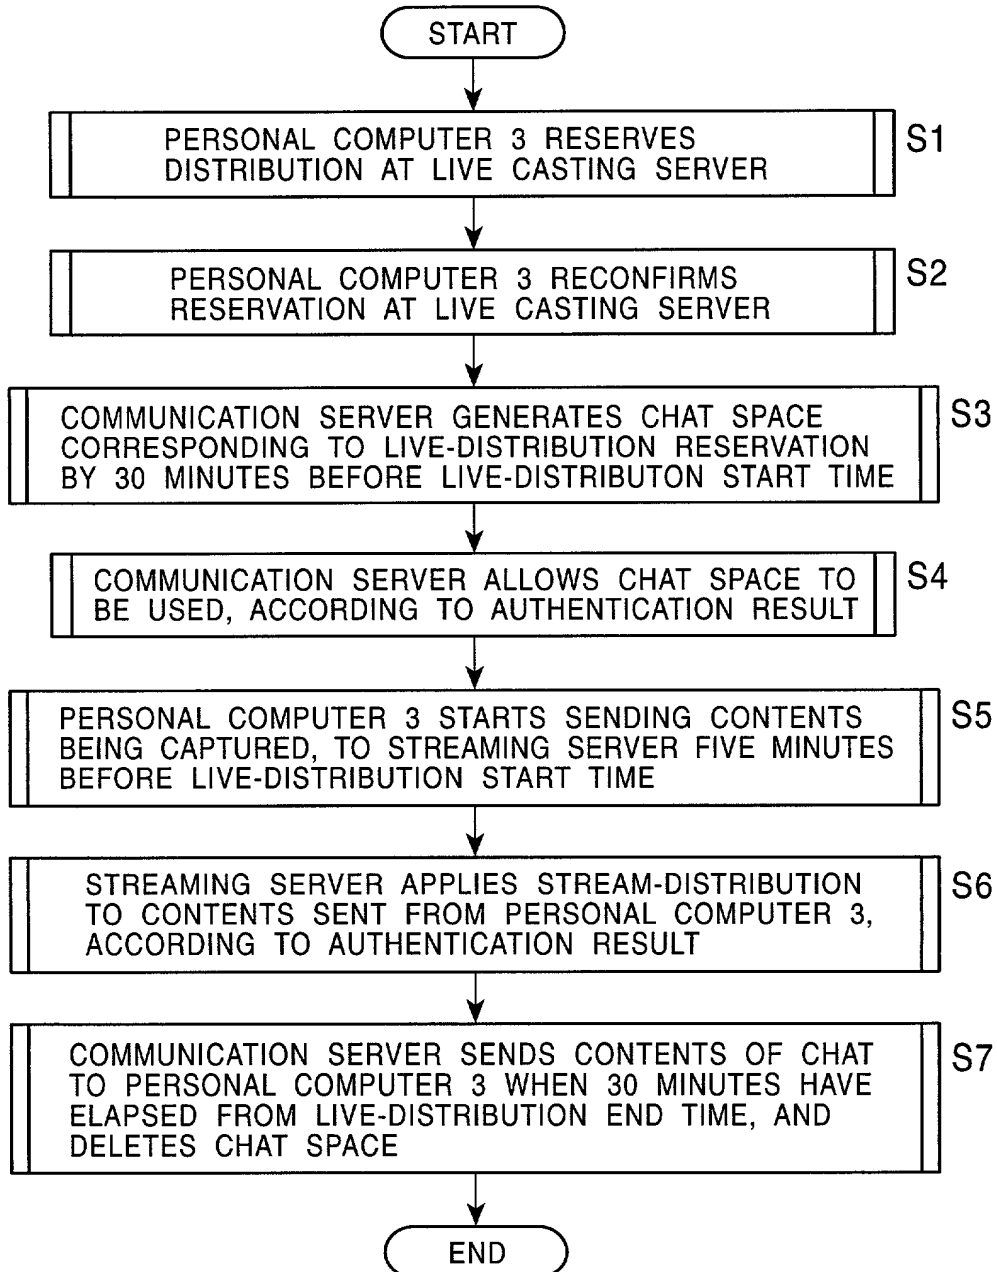 START
PERSONAL COMPUTER 3 RESERVES
DISTRIBUTION AT LIVE CASTING SERVER
S1
PERSONAL COMPUTER 3 RECONFIRMS
RESERVATION AT LIVE CASTING SERVER
S2
COMMUNICATION SERVER GENERATES CHAT SPACE
CORRESPONDING TO LIVE-DISTRIBUTION RESERVATION
BY 30 MINUTES BEFORE LIVE-DISTRIBUTON START TIME
S3
COMMUNICATION SERVER ALLOWS CHAT SPACE TO
BE USED, ACCORDING TO AUTHENTICATION RESULT
S4
PERSONAL COMPUTER 3 STARTS SENDING CONTENTS
BEING CAPTURED, TO STREAMING SERVER FIVE MINUTES
BEFORE LIVE-DISTRIBUTION START TIME
S5
STREAMING SERVER APPLIES STREAM-DISTRIBUTION
TO CONTENTS SENT FROM PERSONAL COMPUTER 3,
ACCORDING TO AUTHENTICATION RESULT
S6
COMMUNICATION SERVER SENDS CONTENTS OF CHAT
TO PERSONAL COMPUTER 3 WHEN 30 MINUTES HAVE
ELAPSED FROM LIVE-DISTRIBUTION END TIME, AND
DELETES CHAT SPACE
S7
END